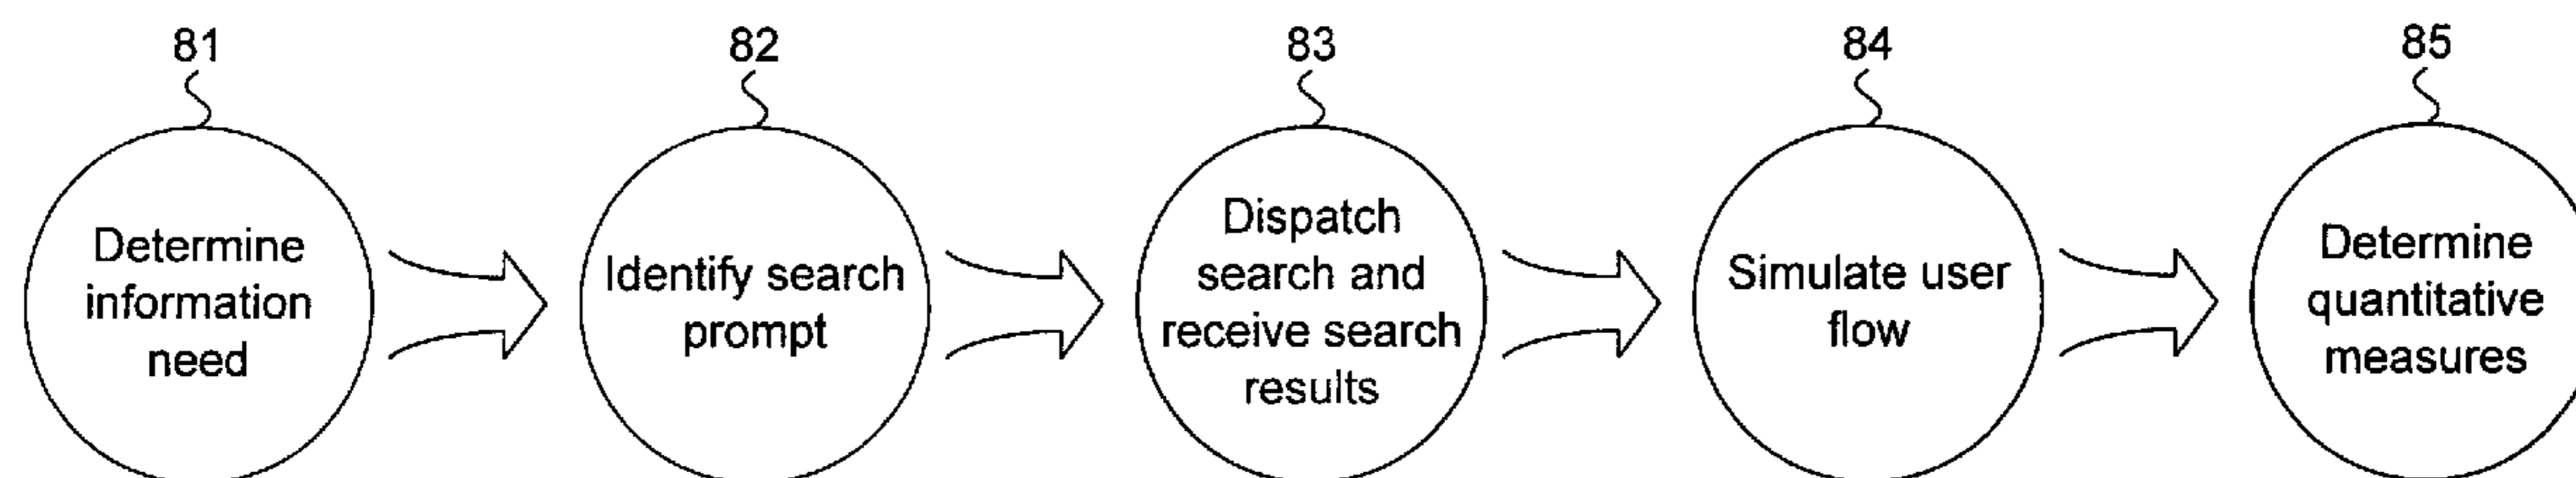 81
82
83
84
85
Determine
information
need
Identify search
prompt
Dispatch
search and
receive search
results
Simulate user
flow
Determine
quantitative
measures